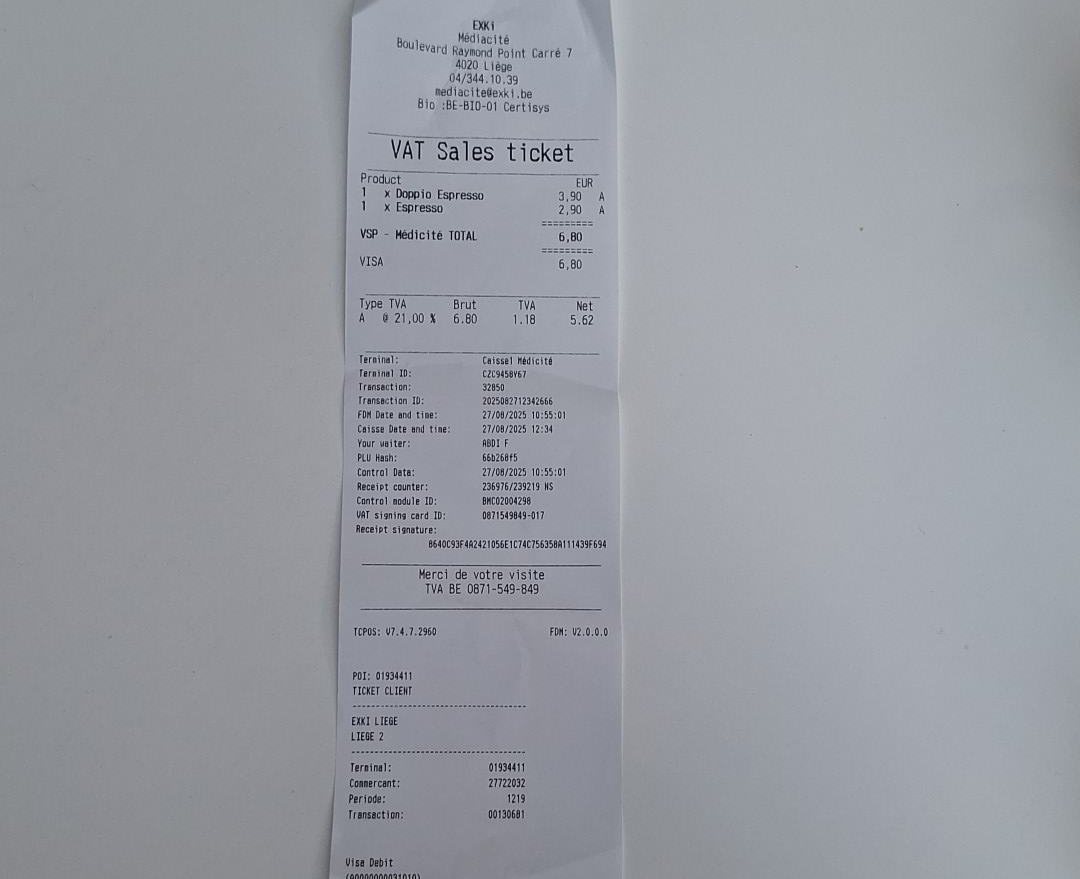 EXKi
Médiacité
Boulevard Raymond Point Carré 7
4020 Liège
04/344.10.39
mediacite@exki.be
Bio :BE-BIO-01 Certisys
VAT Sales ticket
Product EUR
1 x Doppio Espresso 3,90 A
1 x Espresso 2,90 A
=========
VSP - Médicité TOTAL 6,80
=========
VISA 6,80
Type TVA Brut TVA Net
A @ 21,00 % 6.80 1.18 5.62
Terminal: Caisse1 Médicité
Terminal ID: CZC9458V67
Transaction: 32850
Transaction ID: 2025082712342666
FDM Date and time: 27/08/2025 10:55:01
Caisse Date and time: 27/08/2025 12:34
Your waiter: ABDI F
PLU Hash: 66b268f5
Control Data: 27/08/2025 10:55:01
Receipt counter: 236976/239219 NS
Control module ID: BMC02004298
VAT signing card ID: 0871549849-017
Receipt signature:
8640C93F4A2421056E1C74C756358A111439F694
Merci de votre visite
TVA BE 0871-549-849
TCPOS: V7.4.7.2960 FDM: V2.0.0.0
POI: 01934411
TICKET CLIENT
--------------------------------
EXKI LIEGE
LIEGE 2
--------------------------------
Terminal: 01934411
Commercant: 27722032
Periode: 1219
Transaction: 00130681
Visa Debit
(A0000000031010)